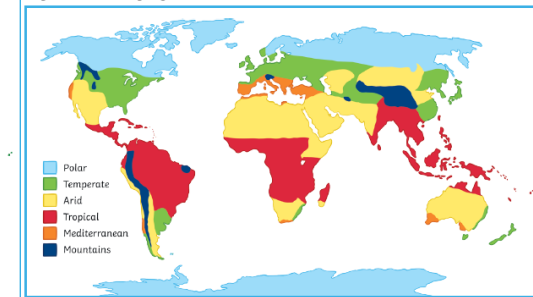 Polar
Temperate
Arid
Tropical
Mediterranean
Mountains